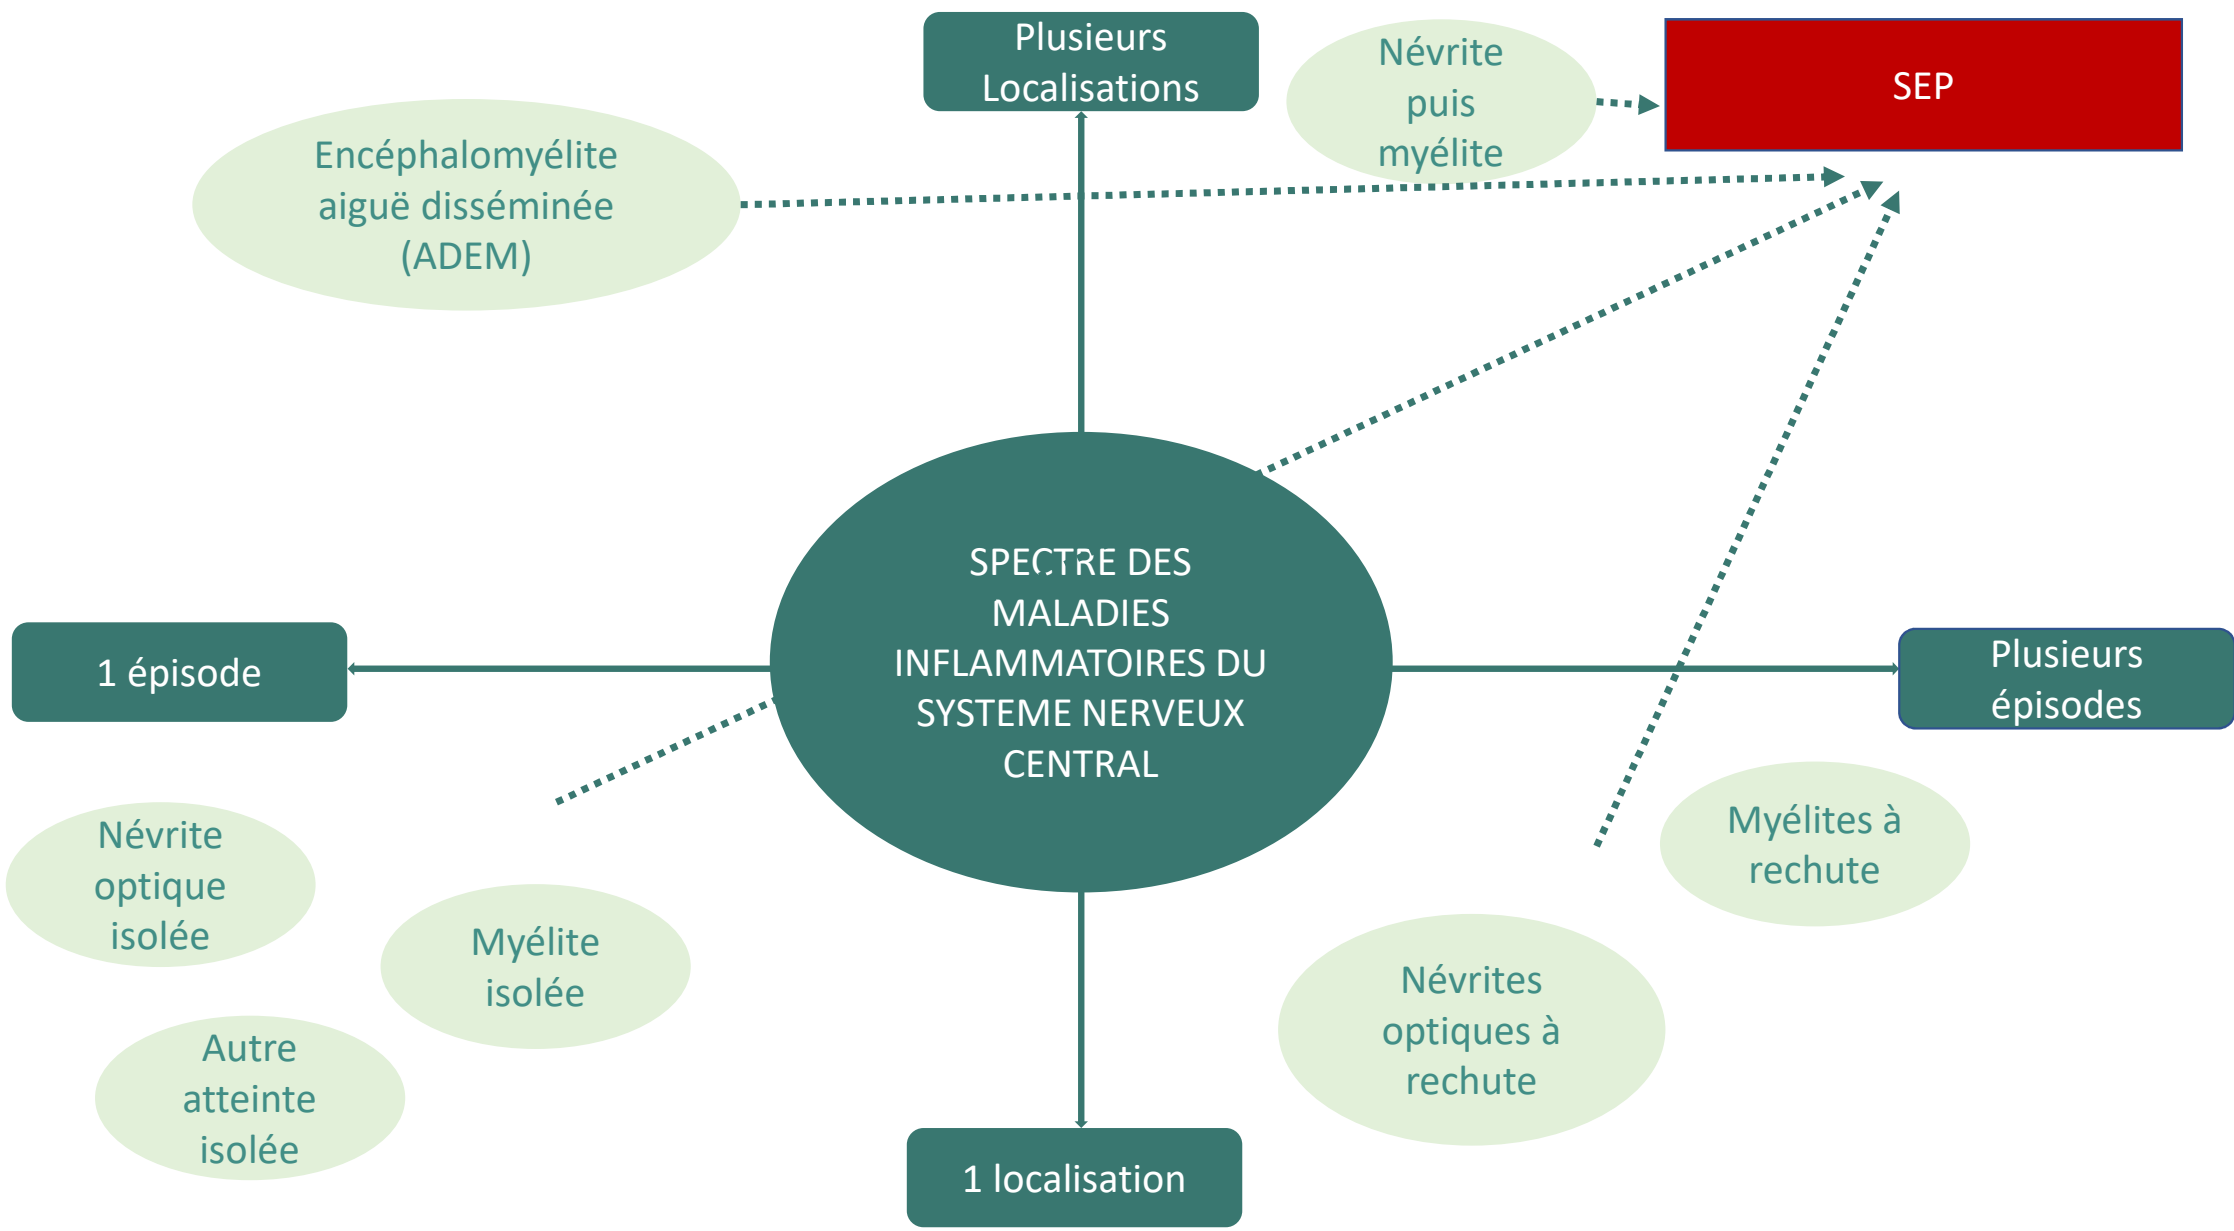 Plusieurs
Localisations
Névrite
puis
myélite
SEP
Encéphalomyélite
aiguë disséminée
(ADEM)
SPECTRE DES
MALADIES
INFLAMMATOIRES DU
SYSTEME NERVEUX
CENTRAL
1 épisode
Plusieurs
épisodes
Névrite
optique
isolée
Myélite
isolée
Autre
atteinte
isolée
Myélites à
rechute
Névrites
optiques à
rechute
1 localisation